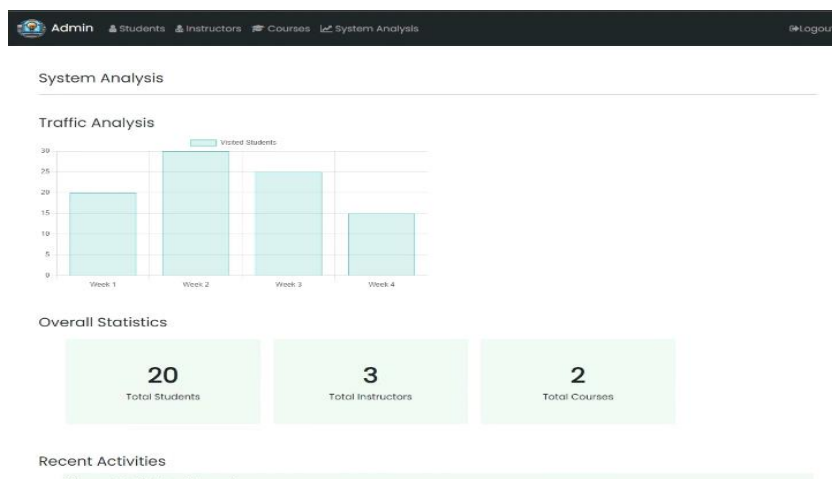 Admin Students Instructors Courses System Analysis Logout
System Analysis
Traffic Analysis
Visited Students
30
25
20
15
10
5
0
Week 1 Week 2 Week 3 Week 4
Overall Statistics
20 3 2
Total Students Total Instructors Total Courses
Recent Activities